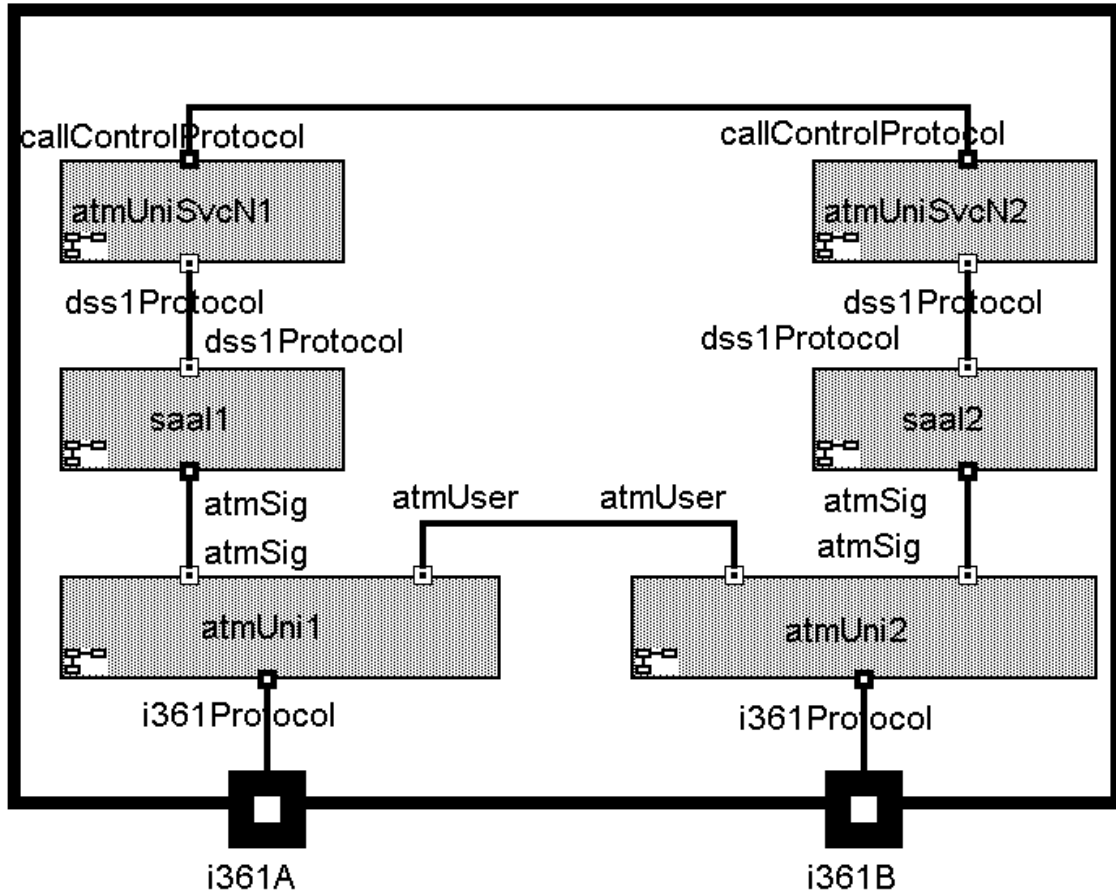 callControlProtocol
callControlProtocol
atmUniSvcN1
atmUniSvcN2
dss1Protocol
dss1Protocol
dss1Protocol
dss1Protocol
saal1
saal2
atmSig
atmUser
atmUser
atmSig
atmSig
atmSig
atmUni1
atmUni2
i361Protocol
i361Protocol
i361A
i361B